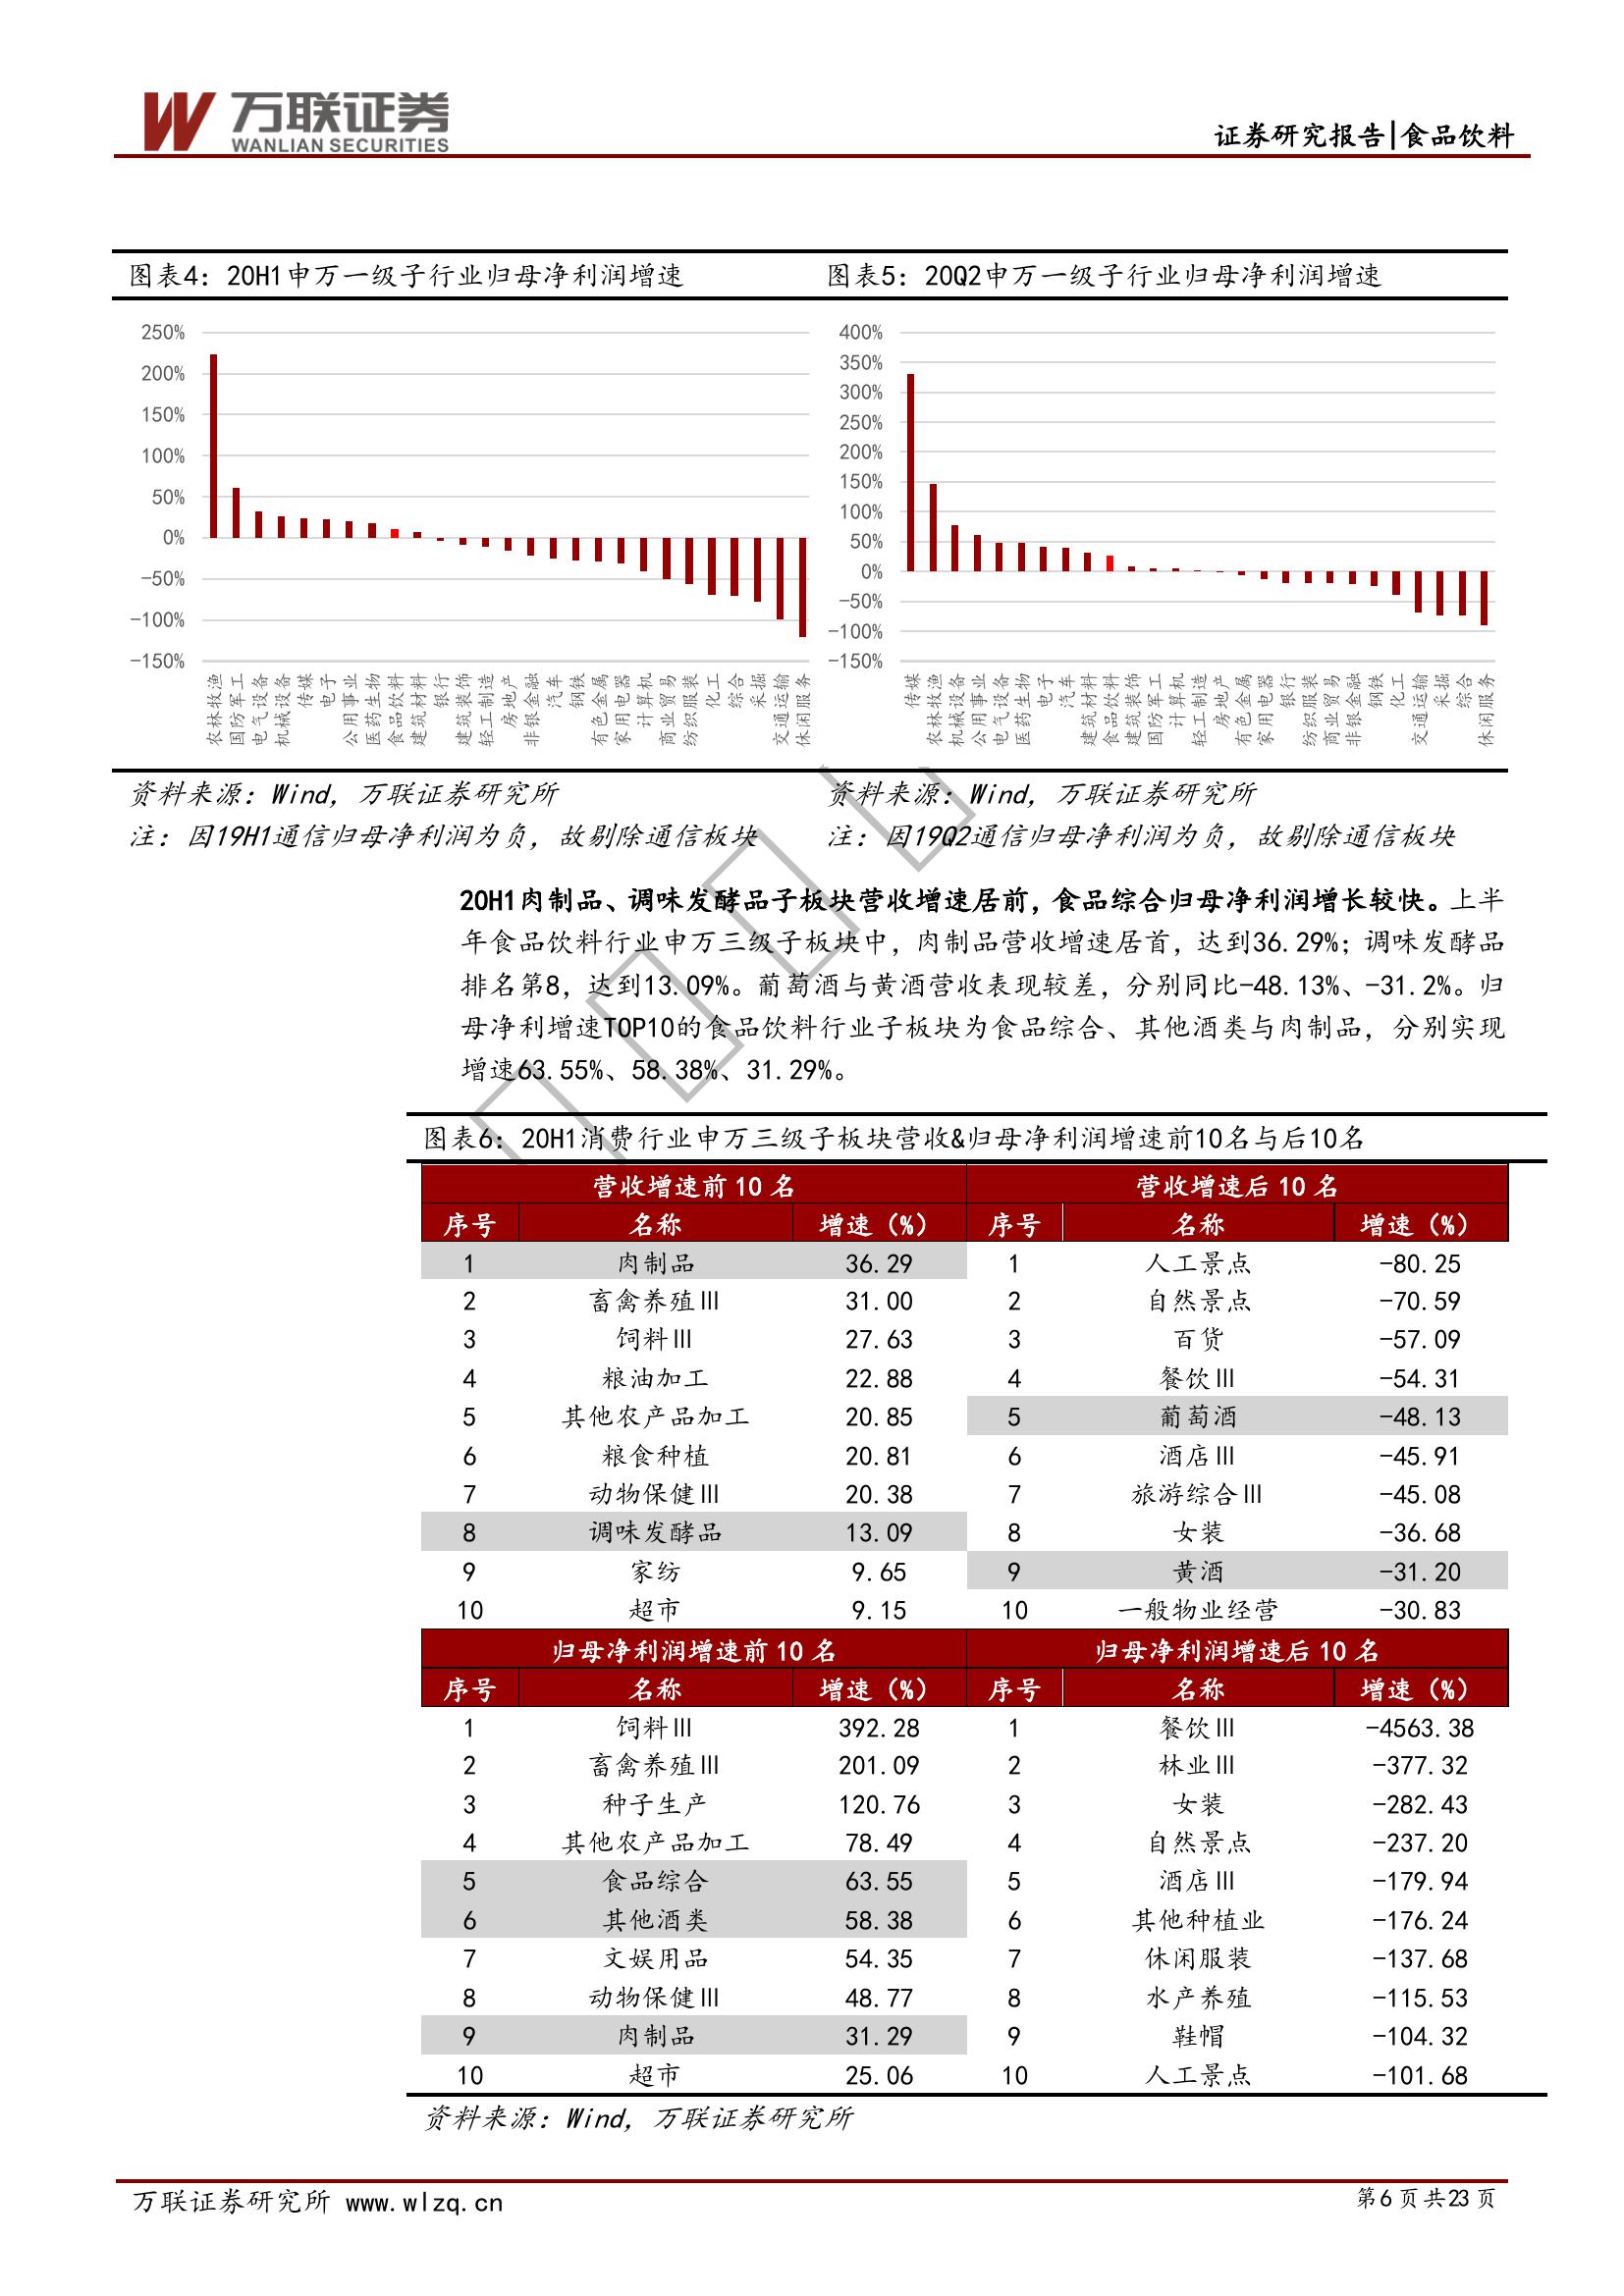 万联证券
WANLIAN SECURITIES
证券研究报告|食品饮料
图表4：20H1申万一级子行业归母净利润增速
250%
200%
150%
100%
50%
0%
-50%
-100%
-150%
农林牧渔
国防军工
电气设备
机械设备
传媒
电子
公用事业
医药生物
食品饮料
建筑材料
银行
建筑装饰
轻工制造
房地产
非银金融
汽车
钢铁
有色金属
家用电器
计算机
商业贸易
纺织服装
化工
综合
采掘
交通运输
休闲服务
资料来源：Wind，万联证券研究所
注：因19H1通信归母净利润为负，故剔除通信板块
图表5：20Q2申万一级子行业归母净利润增速
400%
350%
300%
250%
200%
150%
100%
50%
0%
-50%
-100%
-150%
传媒
农林牧渔
机械设备
公用事业
电气设备
医药生物
电子
汽车
建筑材料
食品饮料
建筑装饰
国防军工
计算机
轻工制造
房地产
有色金属
家用电器
银行
纺织服装
商业贸易
非银金融
钢铁
化工
交通运输
采掘
综合
休闲服务
资料来源：Wind，万联证券研究所
注：因19Q2通信归母净利润为负，故剔除通信板块
20H1肉制品、调味发酵品子板块营收增速居前，食品综合归母净利润增长较快。上半
年食品饮料行业申万三级子板块中，肉制品营收增速居首，达到36.29%；调味发酵品
排名第8，达到13.09%。葡萄酒与黄酒营收表现较差，分别同比-48.13%、-31.2%。归
母净利增速TOP10的食品饮料行业子板块为食品综合、其他酒类与肉制品，分别实现
增速63.55%、58.38%、31.29%。
图表6：20H1消费行业申万三级子板块营收&归母净利润增速前10名与后10名
营收增速前 10 名 营收增速后 10 名
序号 名称 增速（%） 序号 名称 增速（%）
1 肉制品 36.29 1 人工景点 -80.25
2 畜禽养殖Ⅲ 31.00 2 自然景点 -70.59
3 饲料Ⅲ 27.63 3 百货 -57.09
4 粮油加工 22.88 4 餐饮Ⅲ -54.31
5 其他农产品加工 20.85 5 葡萄酒 -48.13
6 粮食种植 20.81 6 酒店Ⅲ -45.91
7 动物保健Ⅲ 20.38 7 旅游综合Ⅲ -45.08
8 调味发酵品 13.09 8 女装 -36.68
9 家纺 9.65 9 黄酒 -31.20
10 超市 9.15 10 一般物业经营 -30.83
归母净利润增速前 10 名 归母净利润增速后 10 名
序号 名称 增速（%） 序号 名称 增速（%）
1 饲料Ⅲ 392.28 1 餐饮Ⅲ -4563.38
2 畜禽养殖Ⅲ 201.09 2 林业Ⅲ -377.32
3 种子生产 120.76 3 女装 -282.43
4 其他农产品加工 78.49 4 自然景点 -237.20
5 食品综合 63.55 5 酒店Ⅲ -179.94
6 其他酒类 58.38 6 其他种植业 -176.24
7 文娱用品 54.35 7 休闲服装 -137.68
8 动物保健Ⅲ 48.77 8 水产养殖 -115.53
9 肉制品 31.29 9 鞋帽 -104.32
10 超市 25.06 10 人工景点 -101.68
资料来源：Wind，万联证券研究所
万联证券研究所 www.wlzq.cn
第6页共23页